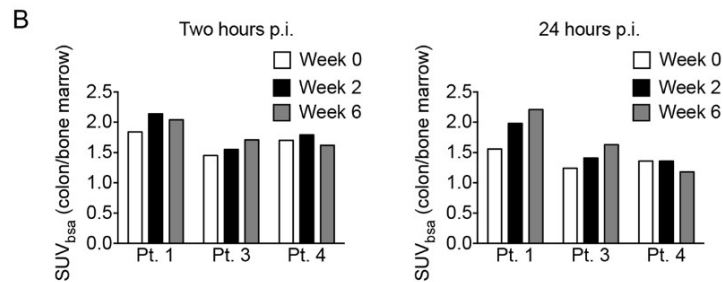 B
Two hours p.i.
Week 0
Week 2
Week 6
SUVbsa (colon/bone marrow)
2.5
2.0
1.5
1.0
0.5
0.0
Pt. 1 Pt. 3 Pt. 4
24 hours p.i.
Week 0
Week 2
Week 6
SUVbsa (colon/bone marrow)
2.5
2.0
1.5
1.0
0.5
0.0
Pt. 1 Pt. 3 Pt. 4